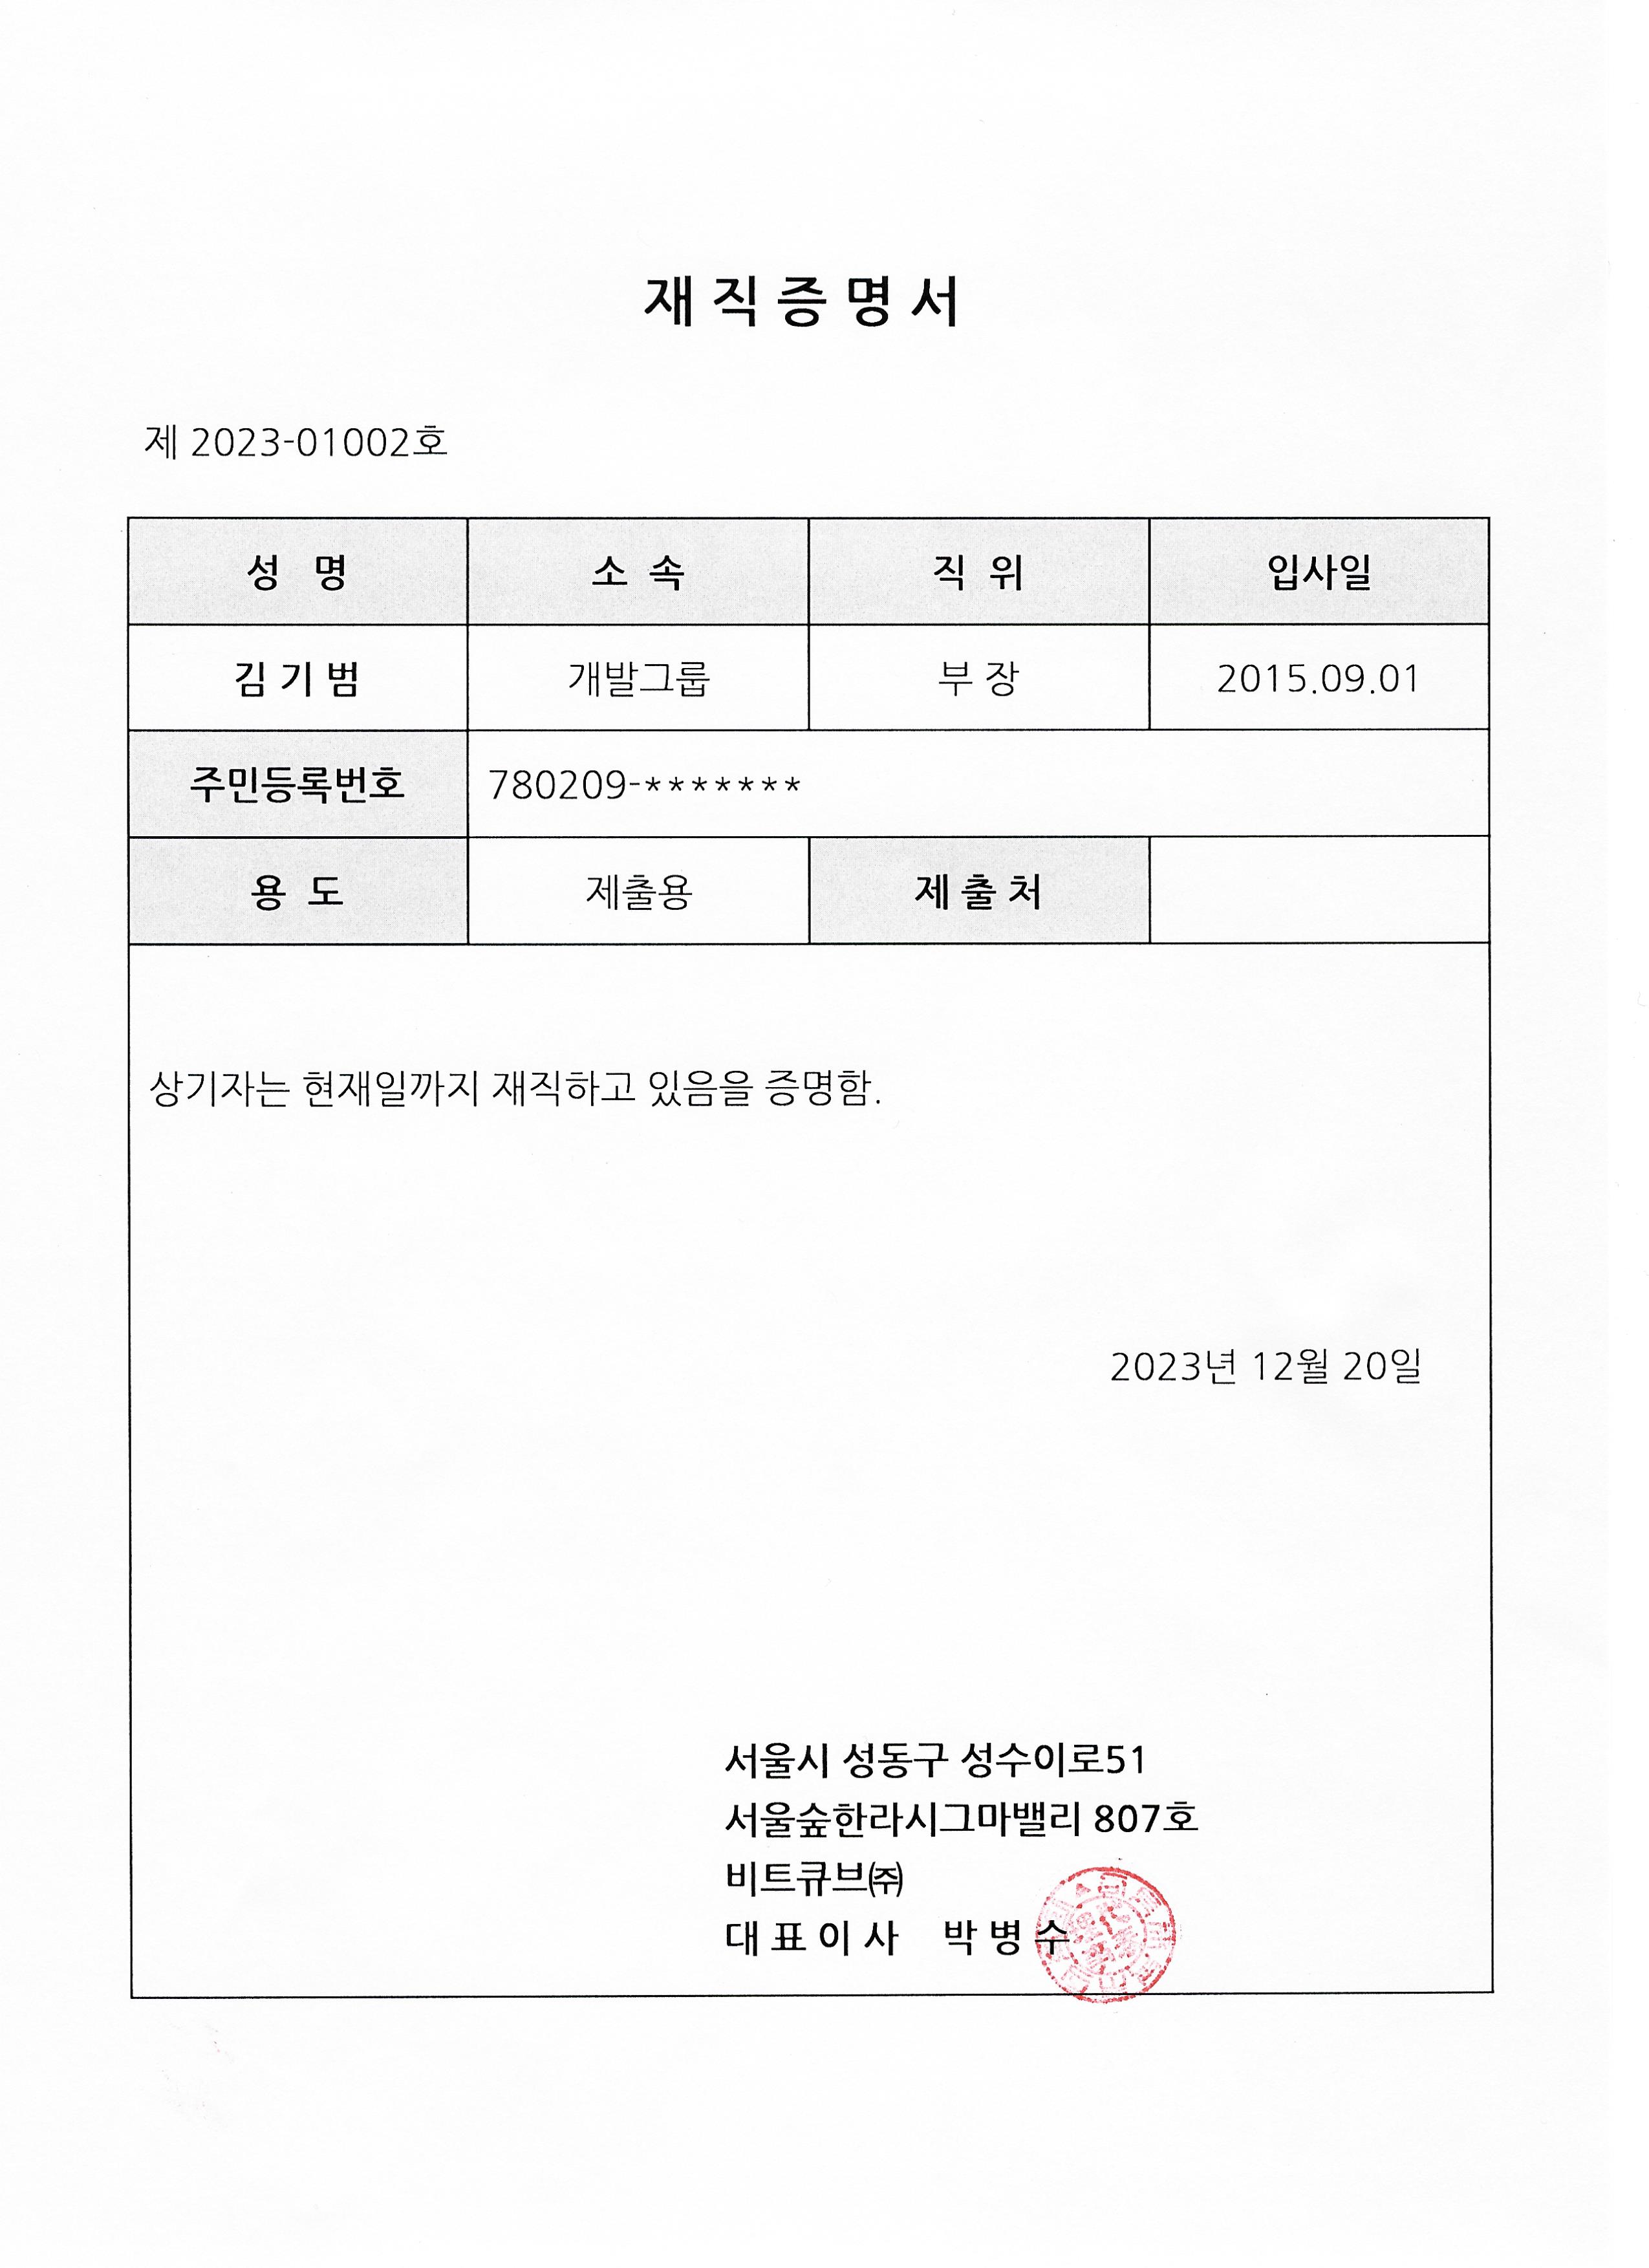 재 직 증 명 서
제 2023-01002호
성 명 소 속 직 위 입사일
김 기 범 개발그룹 부 장 2015.09.01
주민등록번호 780209-*******
용 도 제출용 제 출 처
상기자는 현재일까지 재직하고 있음을 증명함.
2023년 12월 20일
서울시 성동구 성수이로51
서울숲한라시그마밸리 807호
비트큐브㈜
대 표 이 사 박 병 수